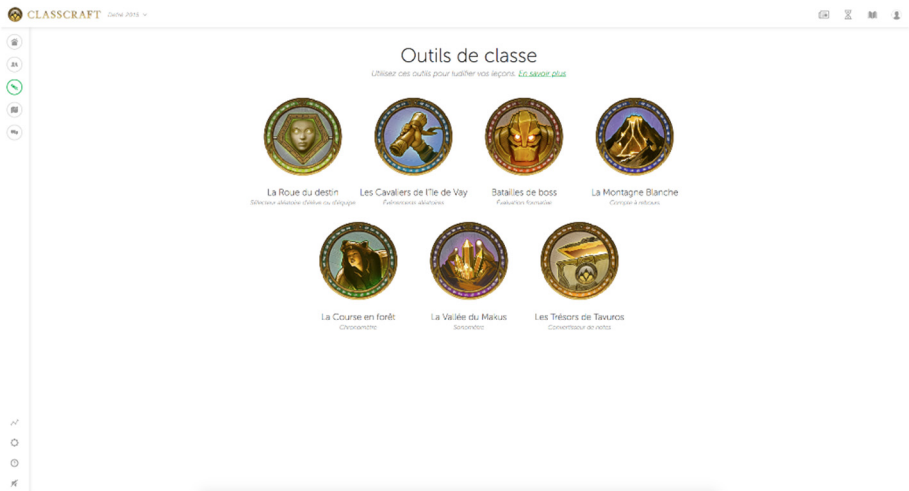 CLASSCRAFT
Outils de classe
Utilisez ces outils pour ludifier vos leçons. En savoir plus
La Roue du destin
Sélecteur aléatoire d'élève ou d'équipe
Les Cavaliers de l'Île de Vay
Événements aléatoires
Batailles de boss
Évaluation formative
La Montagne Blanche
Compte à rebours
La Course en forêt
Chronomètre
La Vallée du Makus
Sonomètre
Les Trésors de Tavuros
Convertisseur de notes